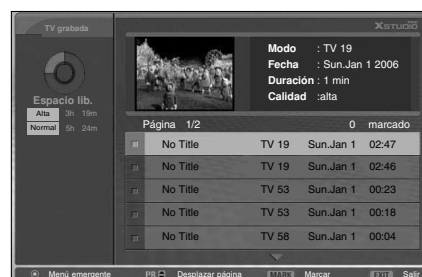 TV grabada
XSTUDIO
PRO
Modo : TV 19
Fecha : Sun.Jan 1 2006
Duración : 1 min
Calidad :alta
Espacio lib.
Alta 3h 19m
Normal 5h 24m
Página 1/2 0 marcado
No Title TV 19 Sun.Jan 1 02:47
No Title TV 19 Sun.Jan 1 02:46
No Title TV 53 Sun.Jan 1 00:23
No Title TV 53 Sun.Jan 1 00:18
No Title TV 58 Sun.Jan 1 00:04
Menú emergente PR Desplazar página MARK Marcar EXIT Salir